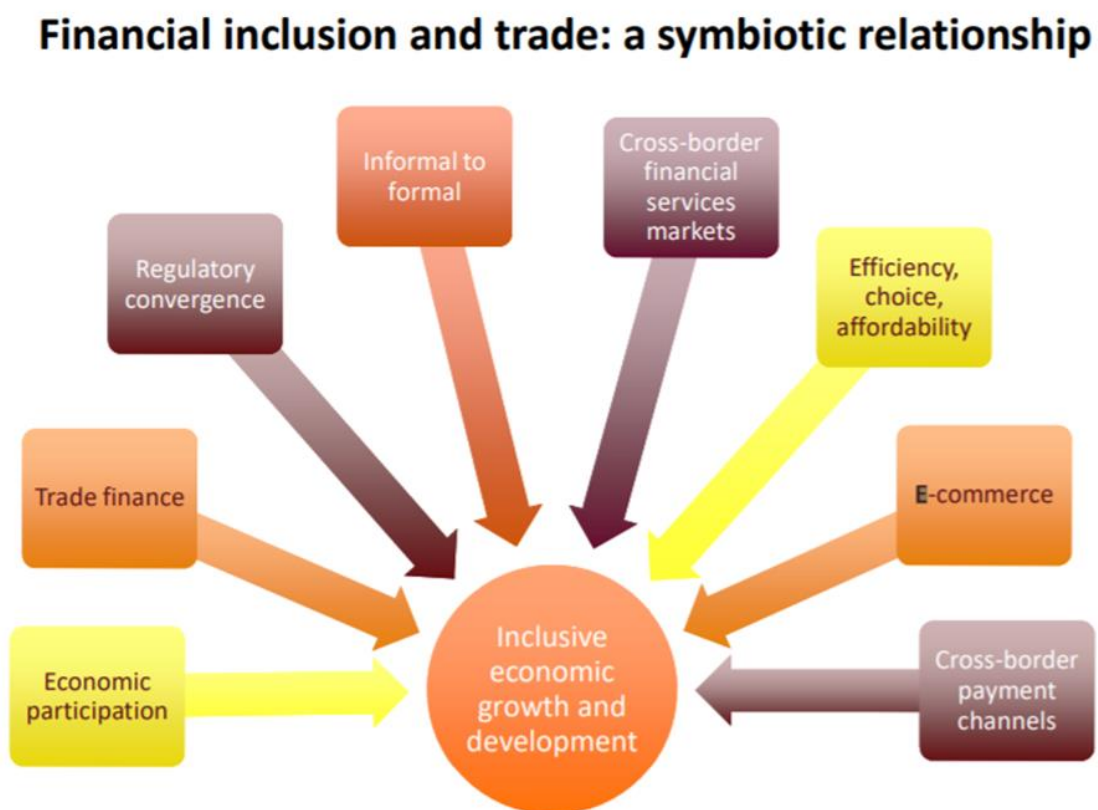 Financial inclusion and trade: a symbiotic relationship
Informal to
formal
Cross-border
financial
services
markets
Regulatory
convergence
Efficiency,
choice,
affordability
Trade finance
E-commerce
Economic
participation
Inclusive
economic
growth and
development
Cross-border
payment
channels